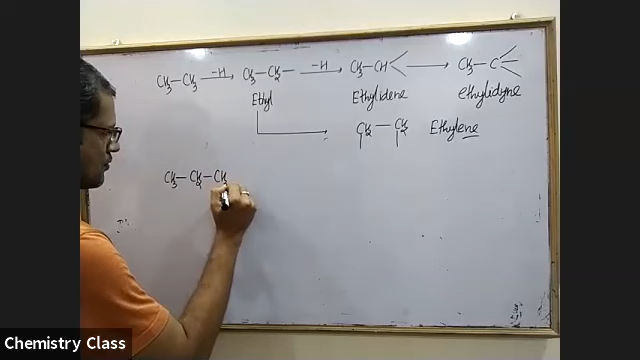 CH₃—CH₃ —H→ CH₃—CH₂— —H→ CH₃—CH< → CH₃—C
Ethyl Ethylidene ethylidyne
CH₂—CH₂ Ethylene
CH₃—CH₂—CH₃
Chemistry Class